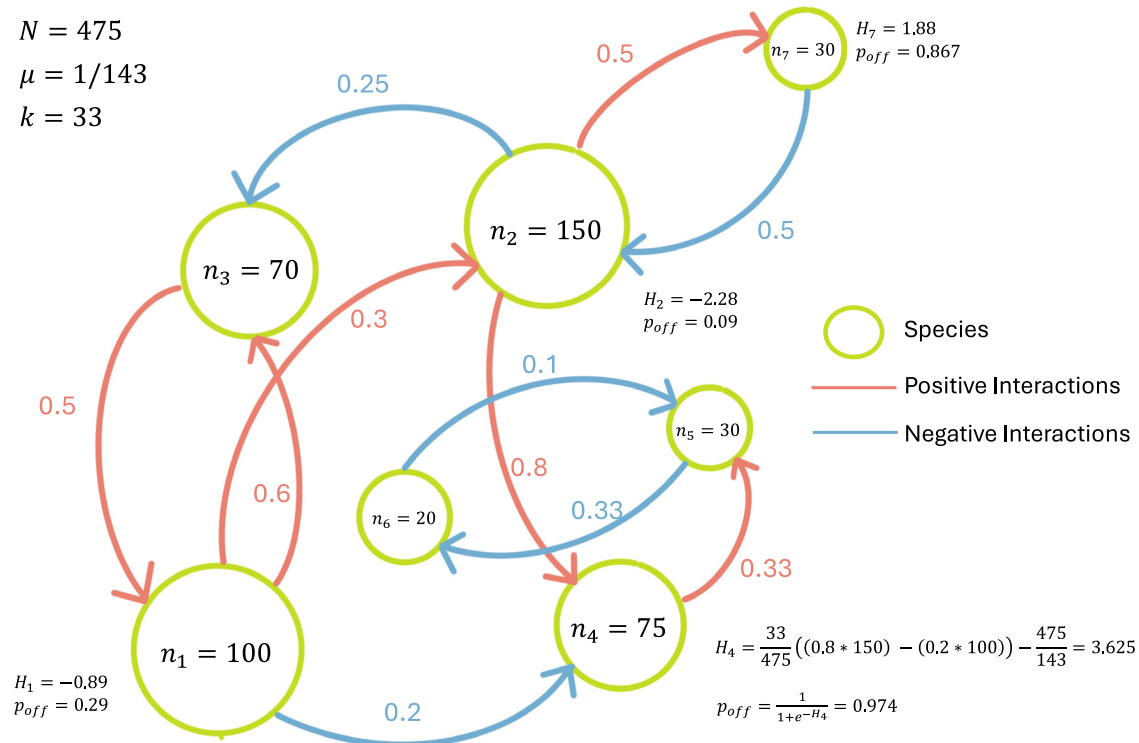 N = 475
μ = 1/143
k = 33
0.5
n₇ = 30
H₇ = 1.88
p_off = 0.867
0.25
n₂ = 150
0.5
n₃ = 70
H₂ = −2.28
p_off = 0.09
0.3
Species
Positive Interactions
Negative Interactions
0.1
0.5
n₅ = 30
0.8
0.6
n₆ = 20
0.33
0.33
n₄ = 75
n₁ = 100
H₄ = 33/475 ((0.8 * 150) − (0.2 * 100)) − 475/143 = 3.625
H₁ = −0.89
p_off = 0.29
0.2
p_off = 1/(1+e^(−H₄)) = 0.974